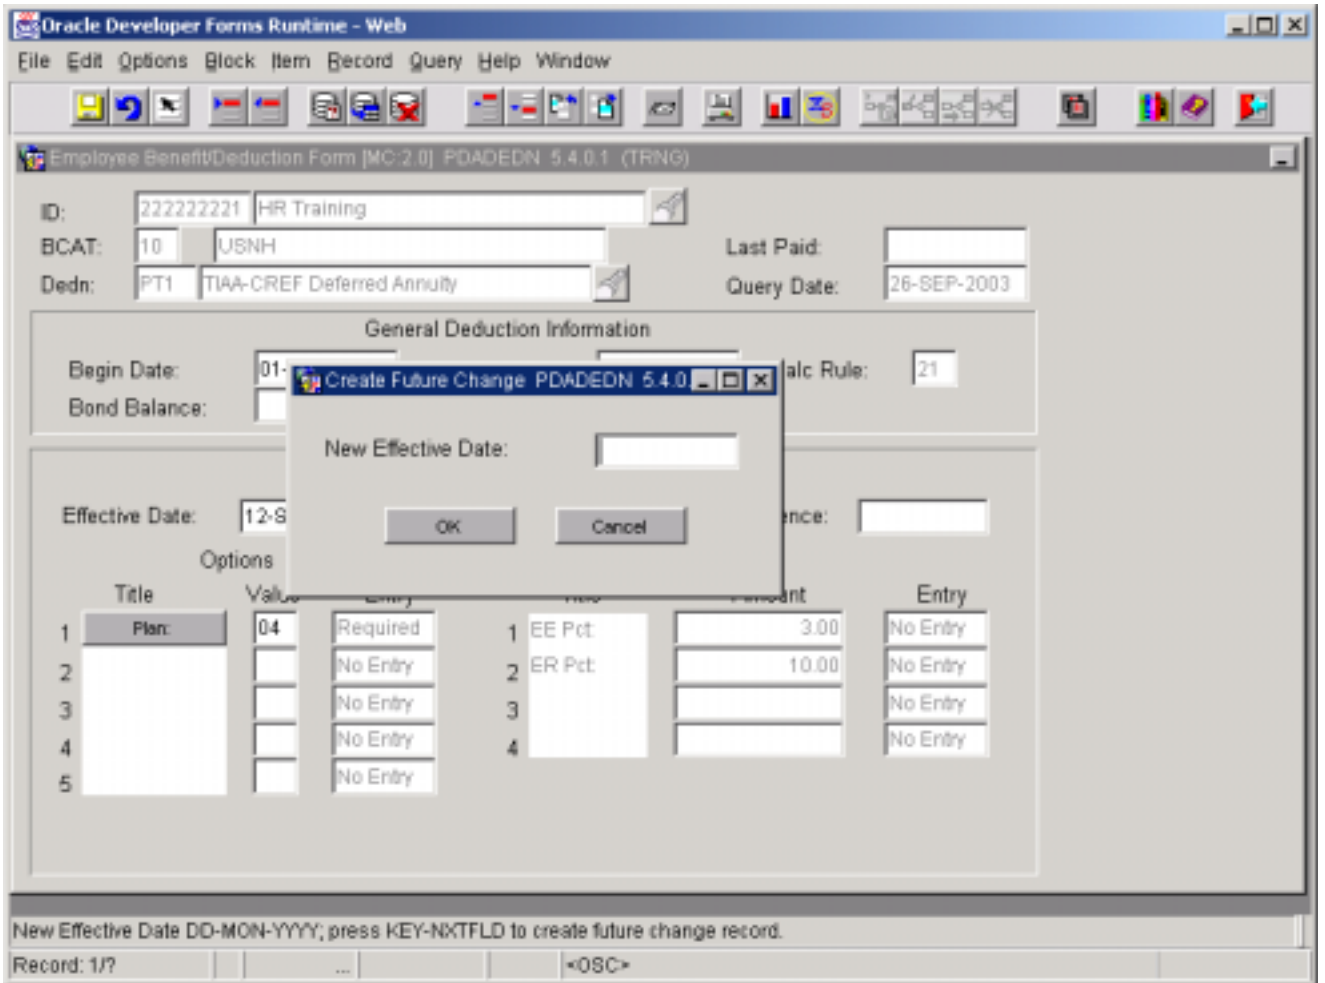 Oracle Developer Forms Runtime - Web
File Edit Options Block Item Record Query Help Window
Employee Benefit/Deduction Form [MC:2.0] PDADEDN 5.4.0.1 (TRNG)
ID: 222222221 HR Training
BCAT: 10 USNH Last Paid:
Dedn: PT1 TIAA-CREF Deferred Annuity Query Date: 26-SEP-2003
General Deduction Information
Begin Date: 01- alc Rule: 21
Bond Balance:
Create Future Change PDADEDN 5.4.0.
New Effective Date:
OK Cancel
Effective Date: 12-S ence:
Options
Title Value Entry Title Amount Entry
1 Plan: 04 Required 1 EE Pct: 3.00 No Entry
2 No Entry 2 ER Pct: 10.00 No Entry
3 No Entry 3 No Entry
4 No Entry 4 No Entry
5 No Entry
New Effective Date DD-MON-YYYY; press KEY-NXTFLD to create future change record.
Record: 1/? ... <OSC>